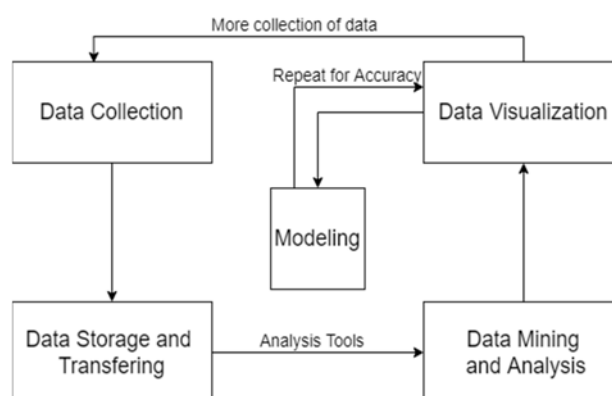 More collection of data
Repeat for Accuracy
Data Collection
Data Visualization
Modeling
Data Storage and
Transfering
Analysis Tools
Data Mining
and Analysis